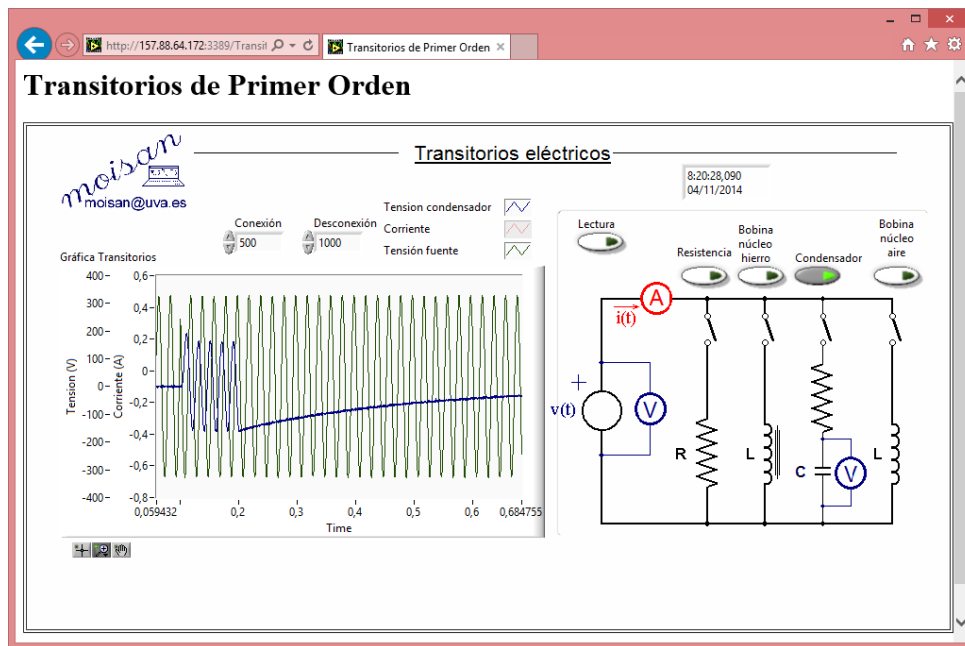 http://157.88.64.172:3389/Transit
Transitorios de Primer Orden
Transitorios de Primer Orden
moisan
moisan@uva.es
Transitorios eléctricos
8:20:28,090
04/11/2014
Conexión
500
Desconexión
1000
Tension condensador
Corriente
Tensión fuente
Gráfica Transitorios
Tension (V)
400
300
200
100
0
-100
-200
-300
-400
Corriente (A)
0,6
0,4
0,2
0
-0,2
-0,4
-0,6
-0,8
0,059432 0,2 0,3 0,4 0,5 0,6 0,684755
Time
Lectura
Resistencia
Bobina
núcleo
hierro
Condensador
Bobina
núcleo
aire
A
i(t)
+
v(t)
V
R
L
C
V
L